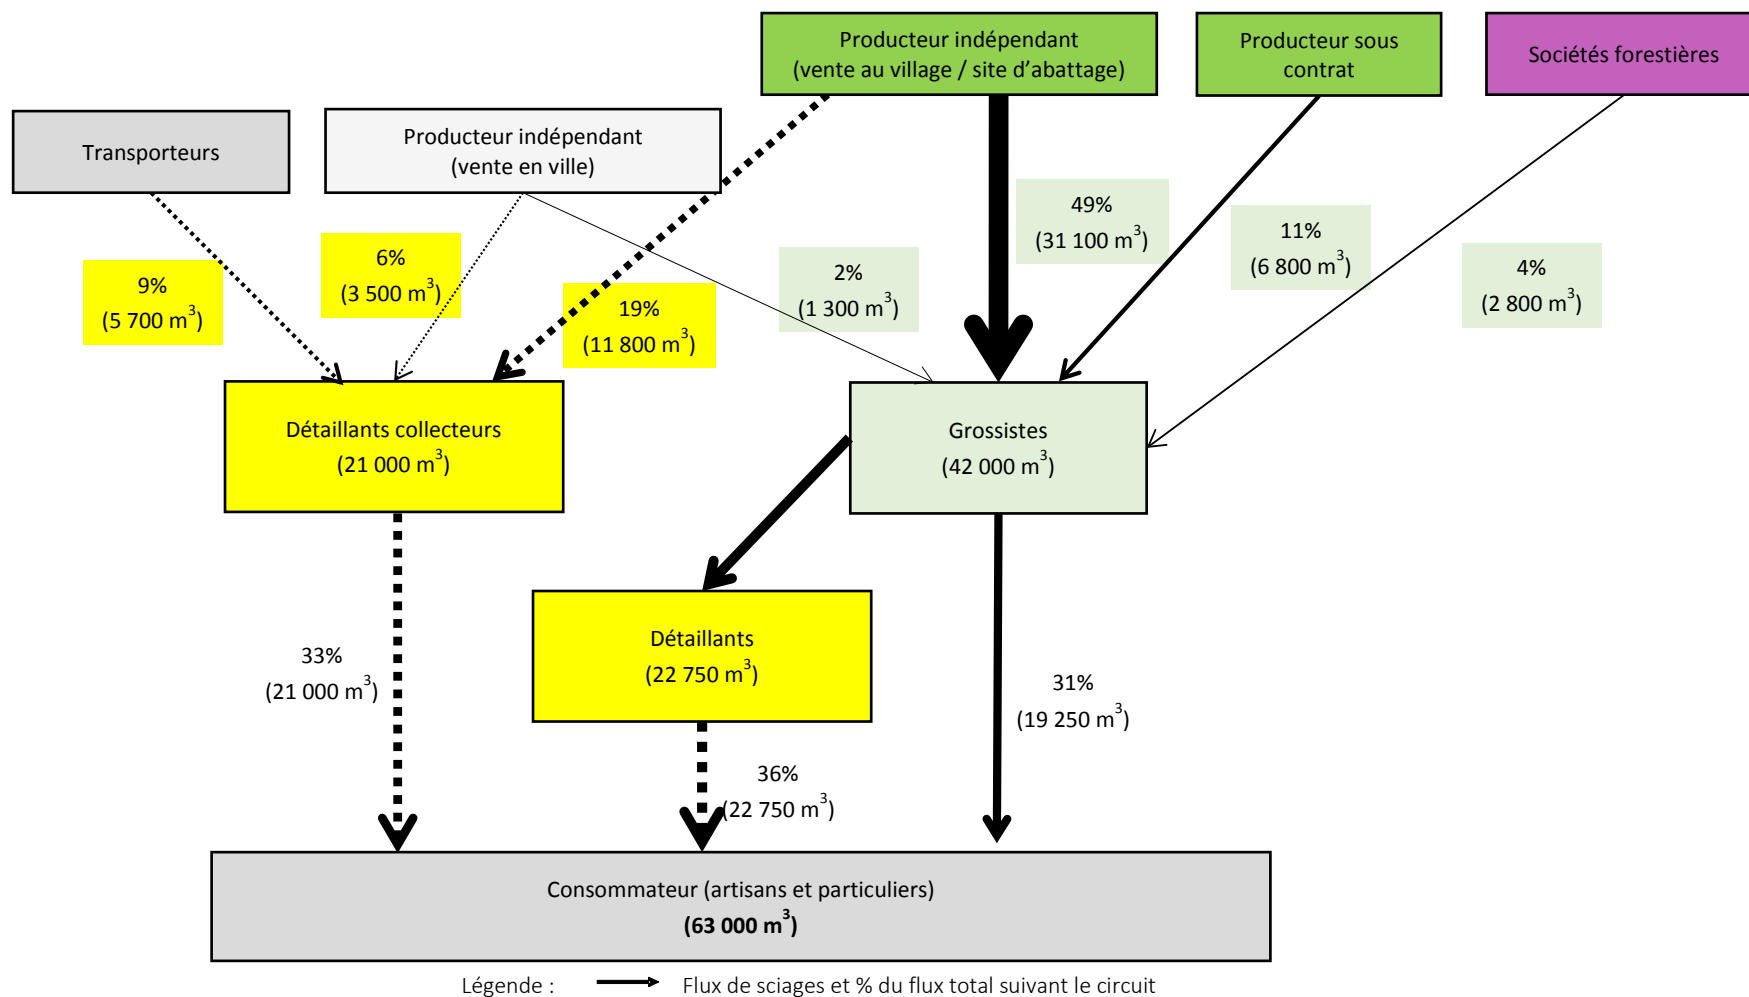 Producteur indépendant
(vente au village / site d'abattage)
Producteur sous
contrat
Sociétés forestières
Transporteurs
Producteur indépendant
(vente en ville)
49%
(31 100 m³)
11%
(6 800 m³)
4%
(2 800 m³)
9%
(5 700 m³)
6%
(3 500 m³)
19%
(11 800 m³)
2%
(1 300 m³)
Détaillants collecteurs
(21 000 m³)
Grossistes
(42 000 m³)
Détaillants
(22 750 m³)
33%
(21 000 m³)
31%
(19 250 m³)
36%
(22 750 m³)
Consommateur (artisans et particuliers)
(63 000 m³)
Légende : Flux de sciages et % du flux total suivant le circuit